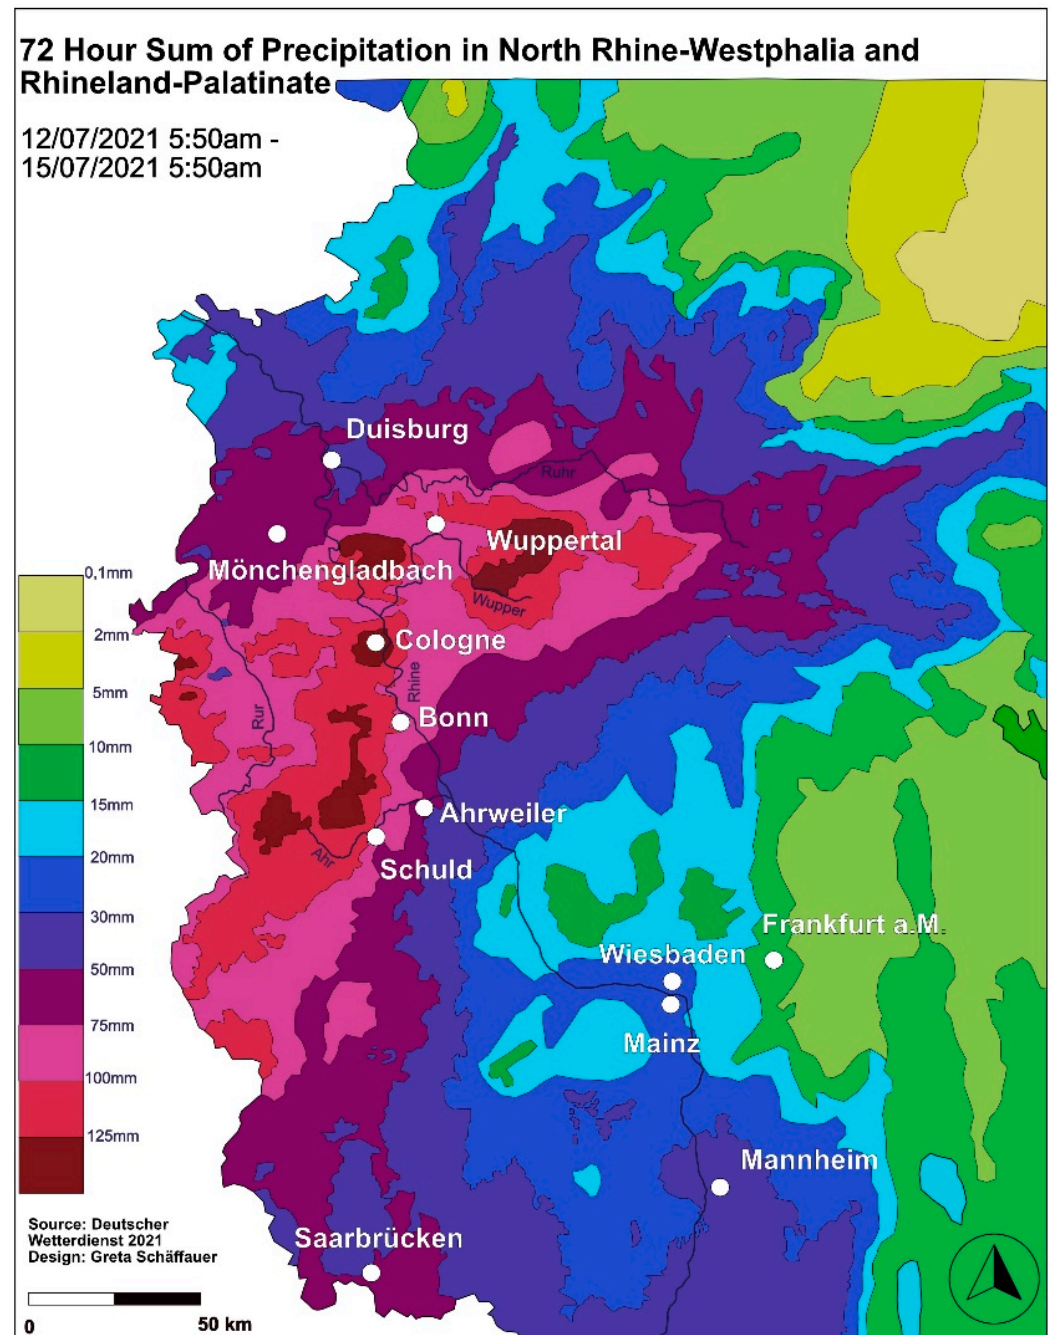 72 Hour Sum of Precipitation in North Rhine-Westphalia and
Rhineland-Palatinate
12/07/2021 5:50am -
15/07/2021 5:50am
Duisburg
Ruhr
Wuppertal
Mönchengladbach
Wupper
Cologne
Rhine
Rur
Bonn
Ahrweiler
Ahr
Schuld
Frankfurt a.M.
Wiesbaden
Mainz
Mannheim
Saarbrücken
0,1mm
2mm
5mm
10mm
15mm
20mm
30mm
50mm
75mm
100mm
125mm
Source: Deutscher
Wetterdienst 2021
Design: Greta Schäffauer
0 50 km